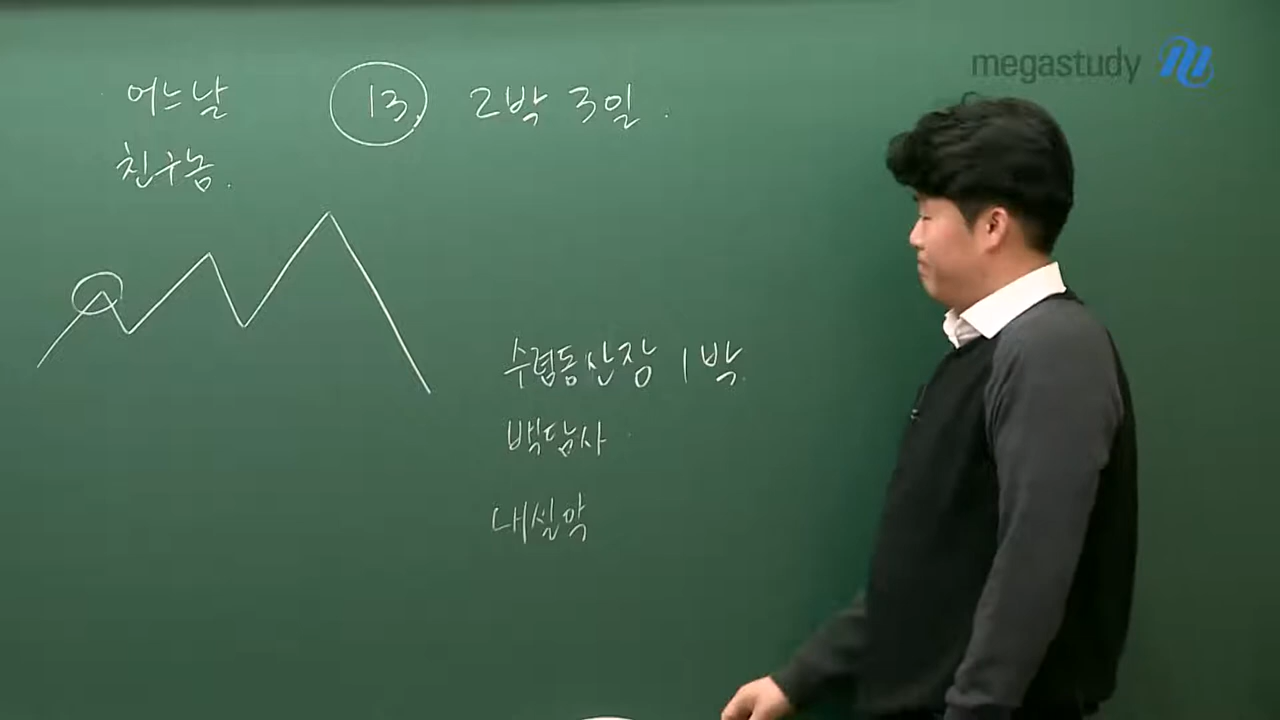 megastudy
어느날
13. 2박 3일.
친구놈.
수렴동산장 1박.
백담사
내설악